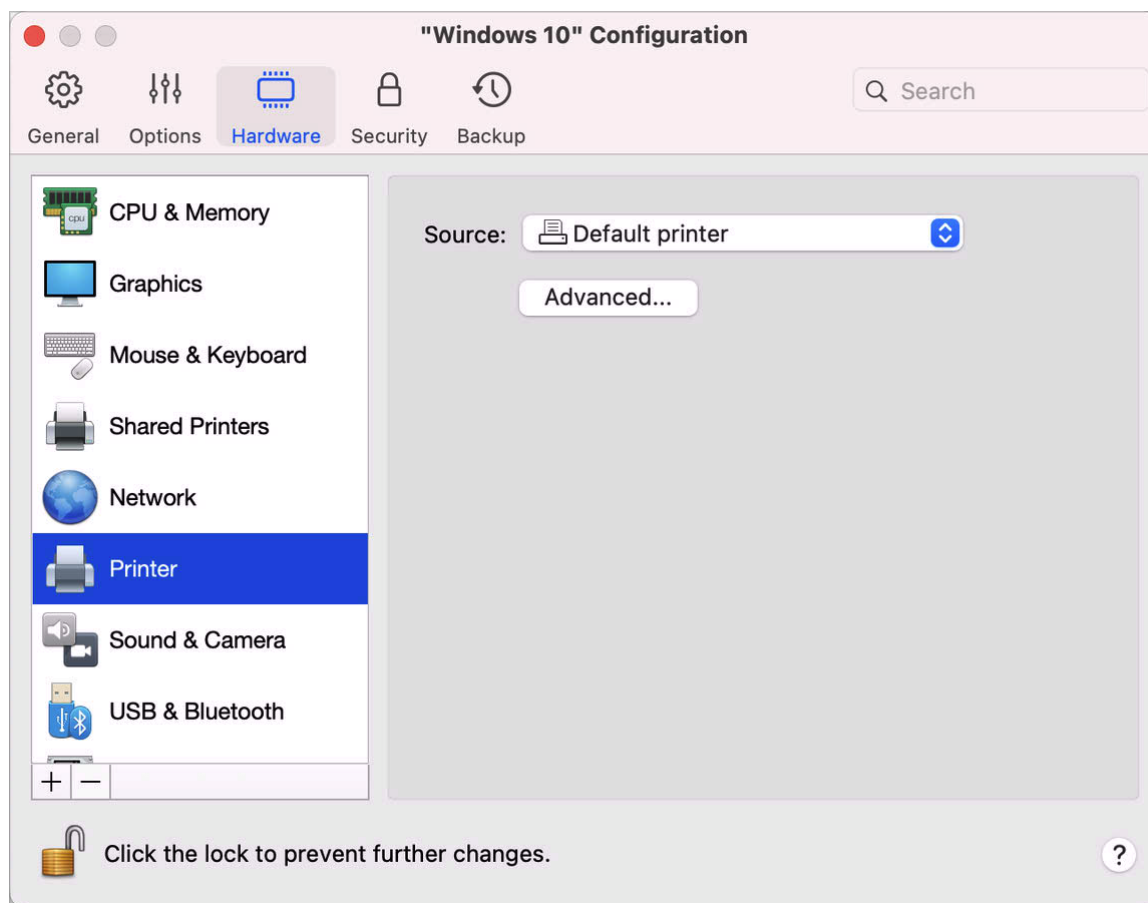 "Windows 10" Configuration
General Options Hardware Security Backup
Search
CPU & Memory
Graphics
Mouse & Keyboard
Shared Printers
Network
Printer
Sound & Camera
USB & Bluetooth
Source: Default printer
Advanced...
Click the lock to prevent further changes.
?